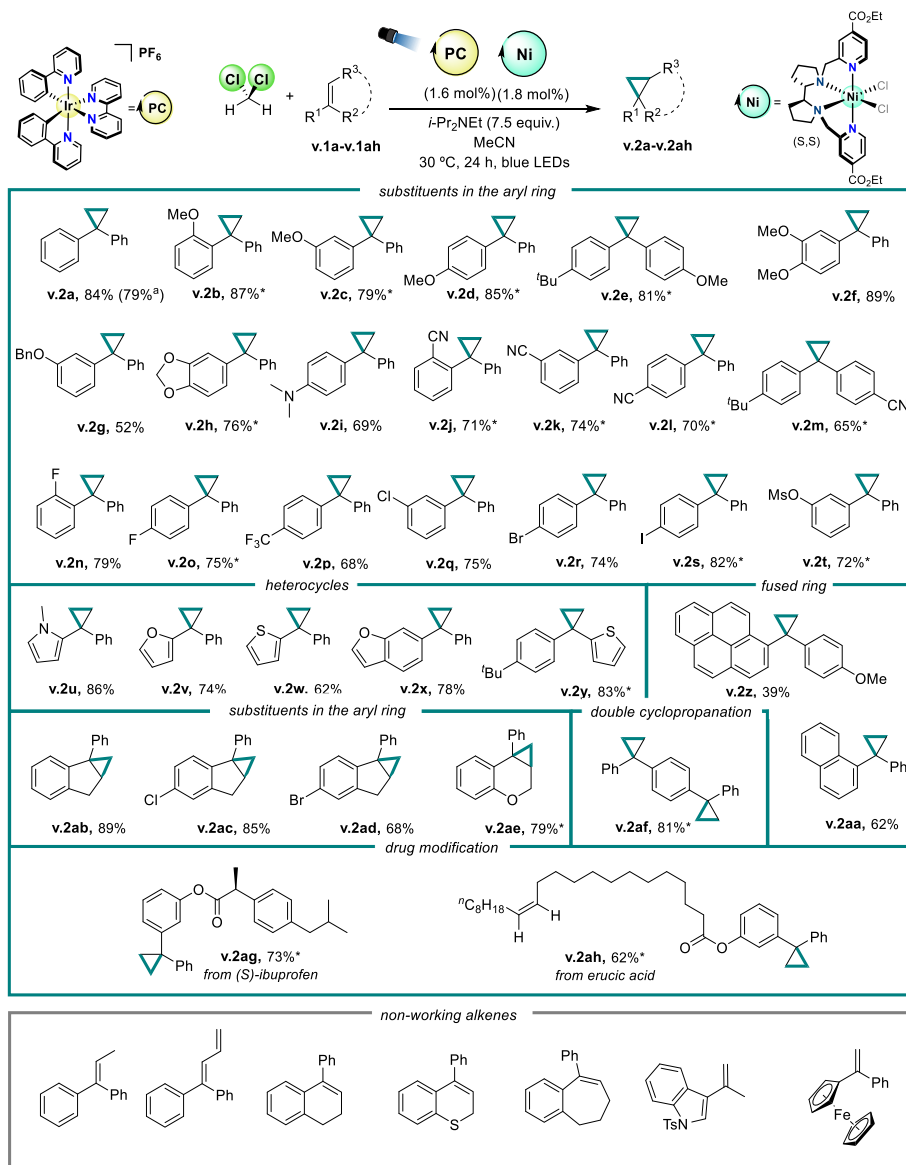 PF6
N
N
N
N
Ir
= PC
Cl Cl
H H
+
R3
R1 R2
v.1a-v.1ah
PC Ni
(1.6 mol%) (1.8 mol%)
i-Pr2NEt (7.5 equiv.)
MeCN
30 ºC, 24 h, blue LEDs
R3
R1 R2
v.2a-v.2ah
Ni =
CO2Et
N
N Ni Cl
N Cl
N
(S,S)
CO2Et
substituents in the aryl ring
Ph
v.2a, 84% (79%a)
MeO
Ph
v.2b, 87%*
MeO
Ph
v.2c, 79%*
MeO
Ph
v.2d, 85%*
tBu
OMe
v.2e, 81%*
MeO
OMe
Ph
v.2f, 89%
BnO
Ph
v.2g, 52%
O
O
Ph
v.2h, 76%*
N
Ph
v.2i, 69%
CN
Ph
v.2j, 71%*
NC
Ph
v.2k, 74%*
NC
Ph
v.2l, 70%*
tBu
CN
v.2m, 65%*
F
Ph
v.2n, 79%
F
Ph
v.2o, 75%*
F3C
Ph
v.2p, 68%
Cl
Ph
v.2q, 75%
Br
Ph
v.2r, 74%
I
Ph
v.2s, 82%*
OMs
Ph
v.2t, 72%*
heterocycles
N
Ph
v.2u, 86%
O
Ph
v.2v, 74%
S
Ph
v.2w, 62%
O
Ph
v.2x, 78%
tBu
S
v.2y, 83%*
fused ring
OMe
v.2z, 39%
substituents in the aryl ring
Ph
v.2ab, 89%
Cl
Ph
v.2ac, 85%
Br
Ph
v.2ad, 68%
Ph
O
v.2ae, 79%*
double cyclopropanation
Ph
Ph
v.2af, 81%*
Ph
v.2aa, 62%
drug modification
O
O
Ph
v.2ag, 73%*
from (S)-ibuprofen
nC8H18
H
H
O
O
Ph
v.2ah, 62%*
from erucic acid
non-working alkenes
Ph
Ph
Ph
Ph
S
Ph
TsN
Ph
Fe